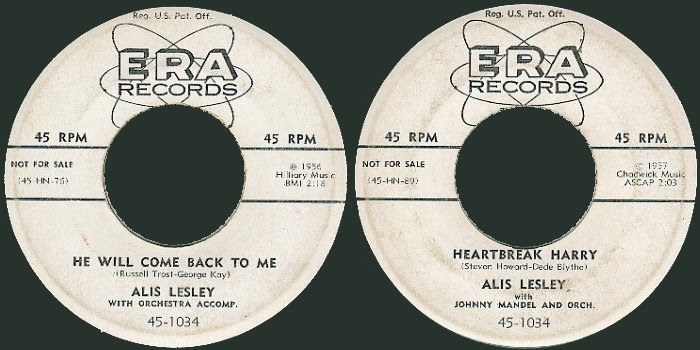 Reg. U.S. Pat. Off.
ERA
RECORDS
45 RPM
45 RPM
NOT FOR SALE
(45-HN-76)
© 1956
Hilliary Music
BMI 2:18
HE WILL COME BACK TO ME
(Russell Trost-George Kay)
ALIS LESLEY
WITH ORCHESTRA ACCOMP.
45-1034
Reg. U.S. Pat. Off.
ERA
RECORDS
45 RPM
45 RPM
NOT FOR SALE
(45-HN-89)
© 1957
Chadwick Music
ASCAP 2:03
HEARTBREAK HARRY
(Steven Howard-Dede Blythe)
ALIS LESLEY
with
JOHNNY MANDEL AND ORCH.
45-1034